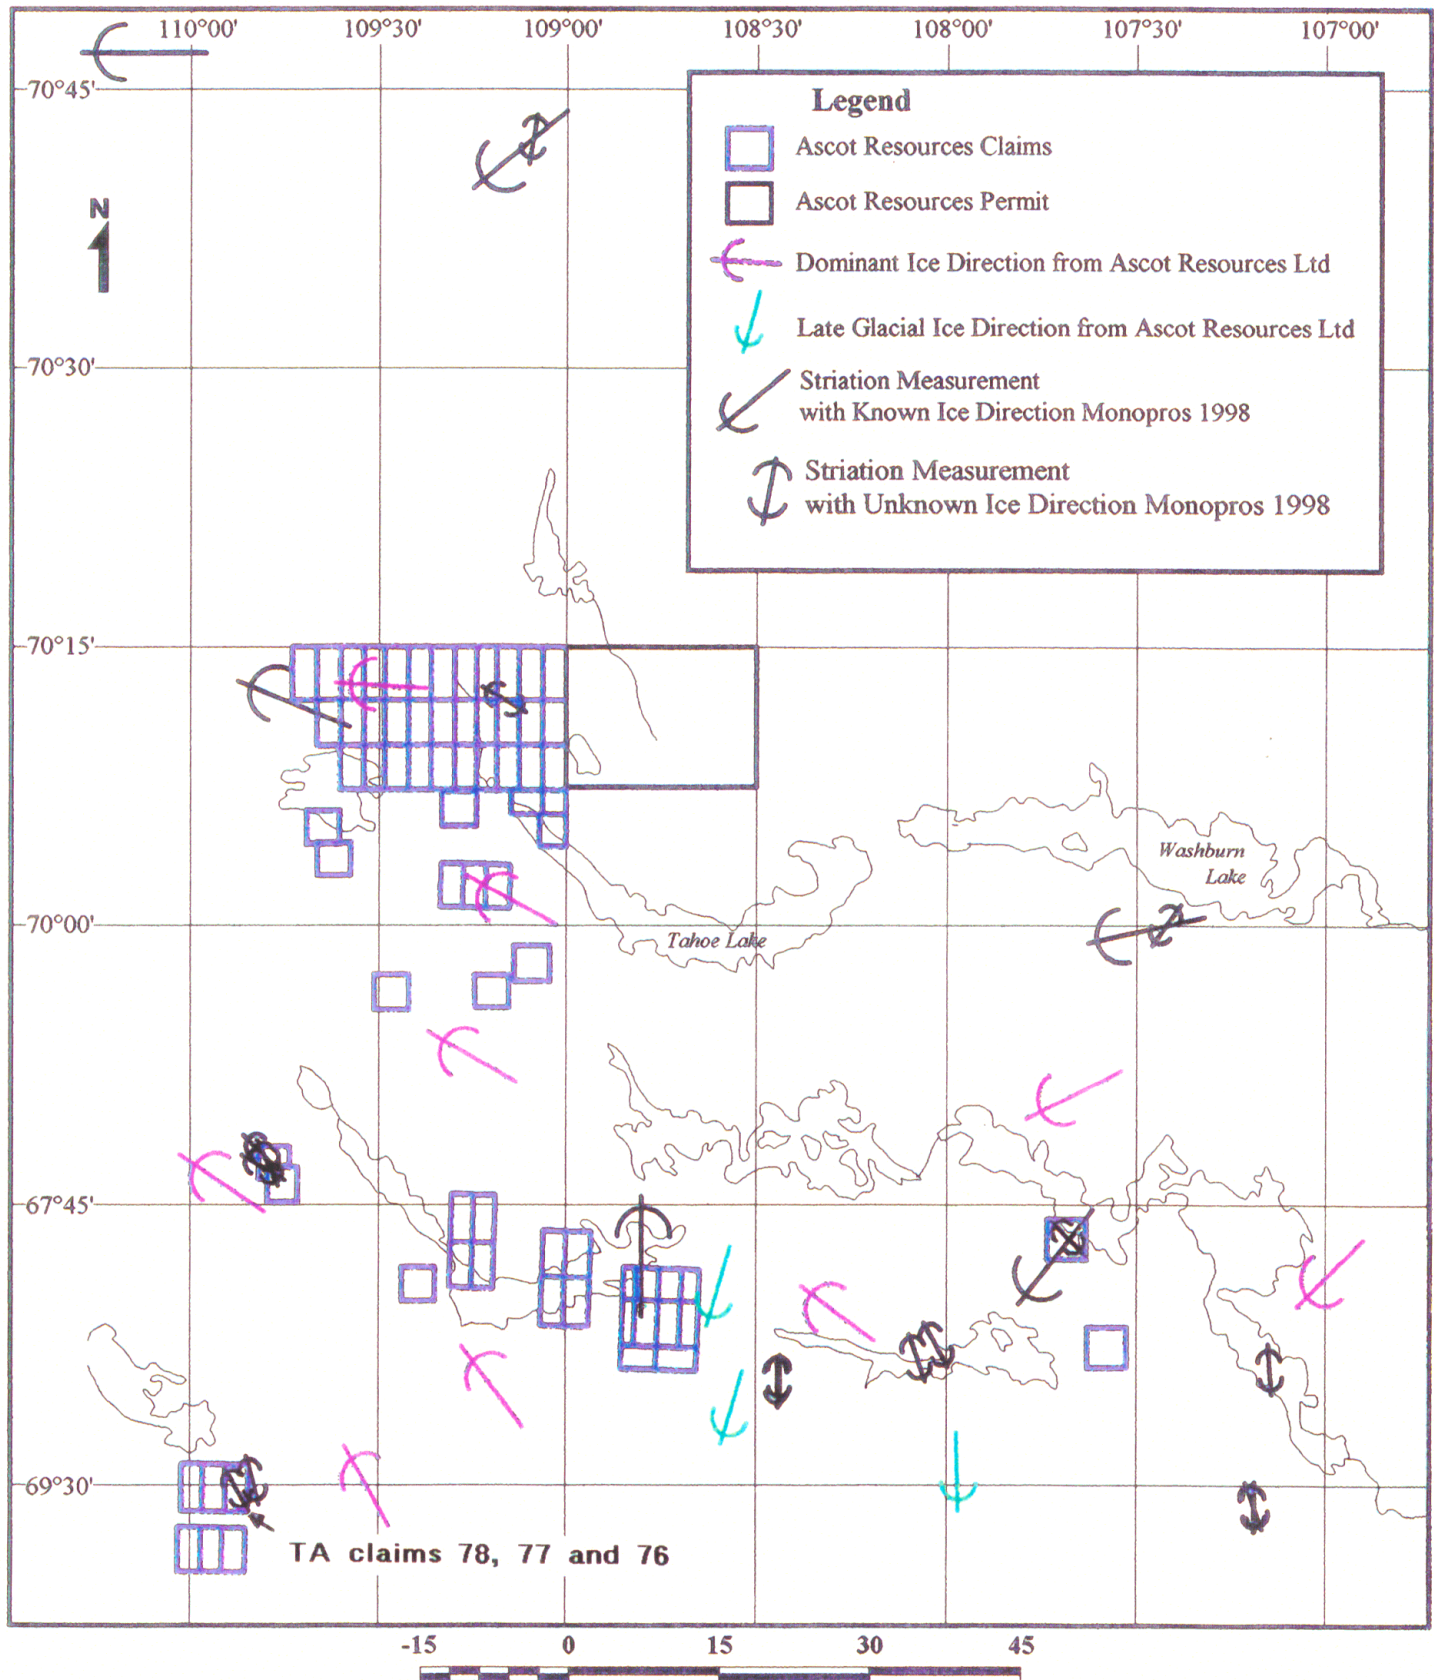 110°00' 109°30' 109°00' 108°30' 108°00' 107°30' 107°00'
70°45'
Legend
Ascot Resources Claims
Ascot Resources Permit
Dominant Ice Direction from Ascot Resources Ltd
Late Glacial Ice Direction from Ascot Resources Ltd
Striation Measurement
with Known Ice Direction Monopros 1998
Striation Measurement
with Unknown Ice Direction Monopros 1998
N
70°30'
70°15'
Washburn
Lake
70°00'
Tahoe Lake
67°45'
69°30'
TA claims 78, 77 and 76
-15 0 15 30 45